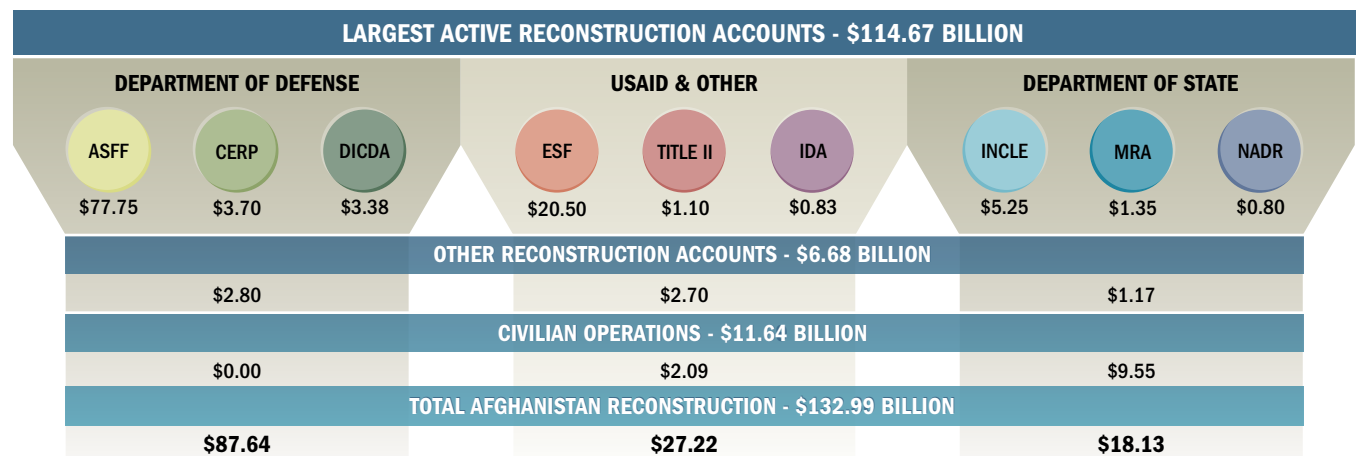 LARGEST ACTIVE RECONSTRUCTION ACCOUNTS - $114.67 BILLION
DEPARTMENT OF DEFENSE
USAID & OTHER
DEPARTMENT OF STATE
ASFF
CERP
DICDA
ESF
TITLE II
IDA
INCLE
MRA
NADR
$77.75
$3.70
$3.38
$20.50
$1.10
$0.83
$5.25
$1.35
$0.80
OTHER RECONSTRUCTION ACCOUNTS - $6.68 BILLION
$2.80
$2.70
$1.17
CIVILIAN OPERATIONS - $11.64 BILLION
$0.00
$2.09
$9.55
TOTAL AFGHANISTAN RECONSTRUCTION - $132.99 BILLION
$87.64
$27.22
$18.13